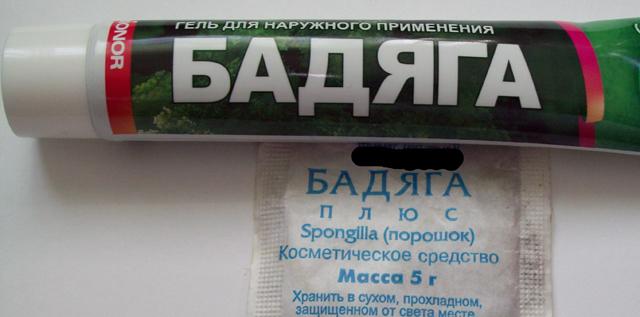 ГЕЛЬ ДЛЯ НАРУЖНОГО ПРИМЕНЕНИЯ
БАДЯГА
БАДЯГА
ПЛЮС
Spongilla (порошок)
Косметическое средство
Масса 5 г
Хранить в сухом, прохладном,
защищенном от света месте